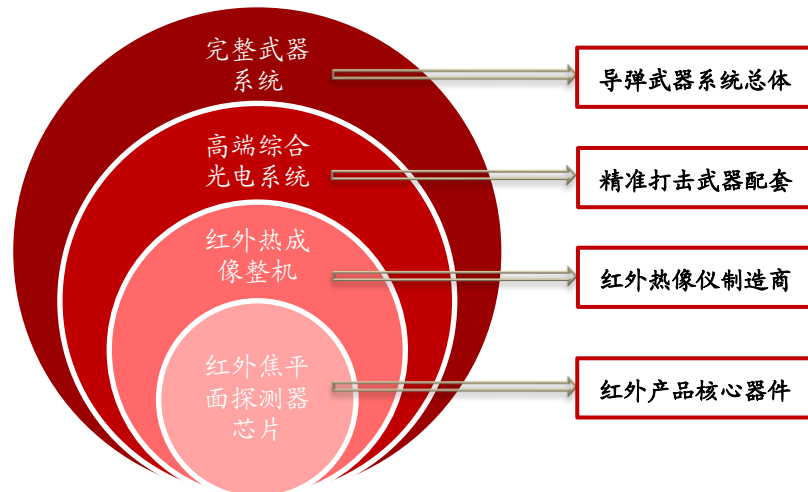 完整武器
系统
导弹武器系统总体
高端综合
光电系统
精准打击武器配套
红外热成
像整机
红外热像仪制造商
红外焦平
面探测器
芯片
红外产品核心器件